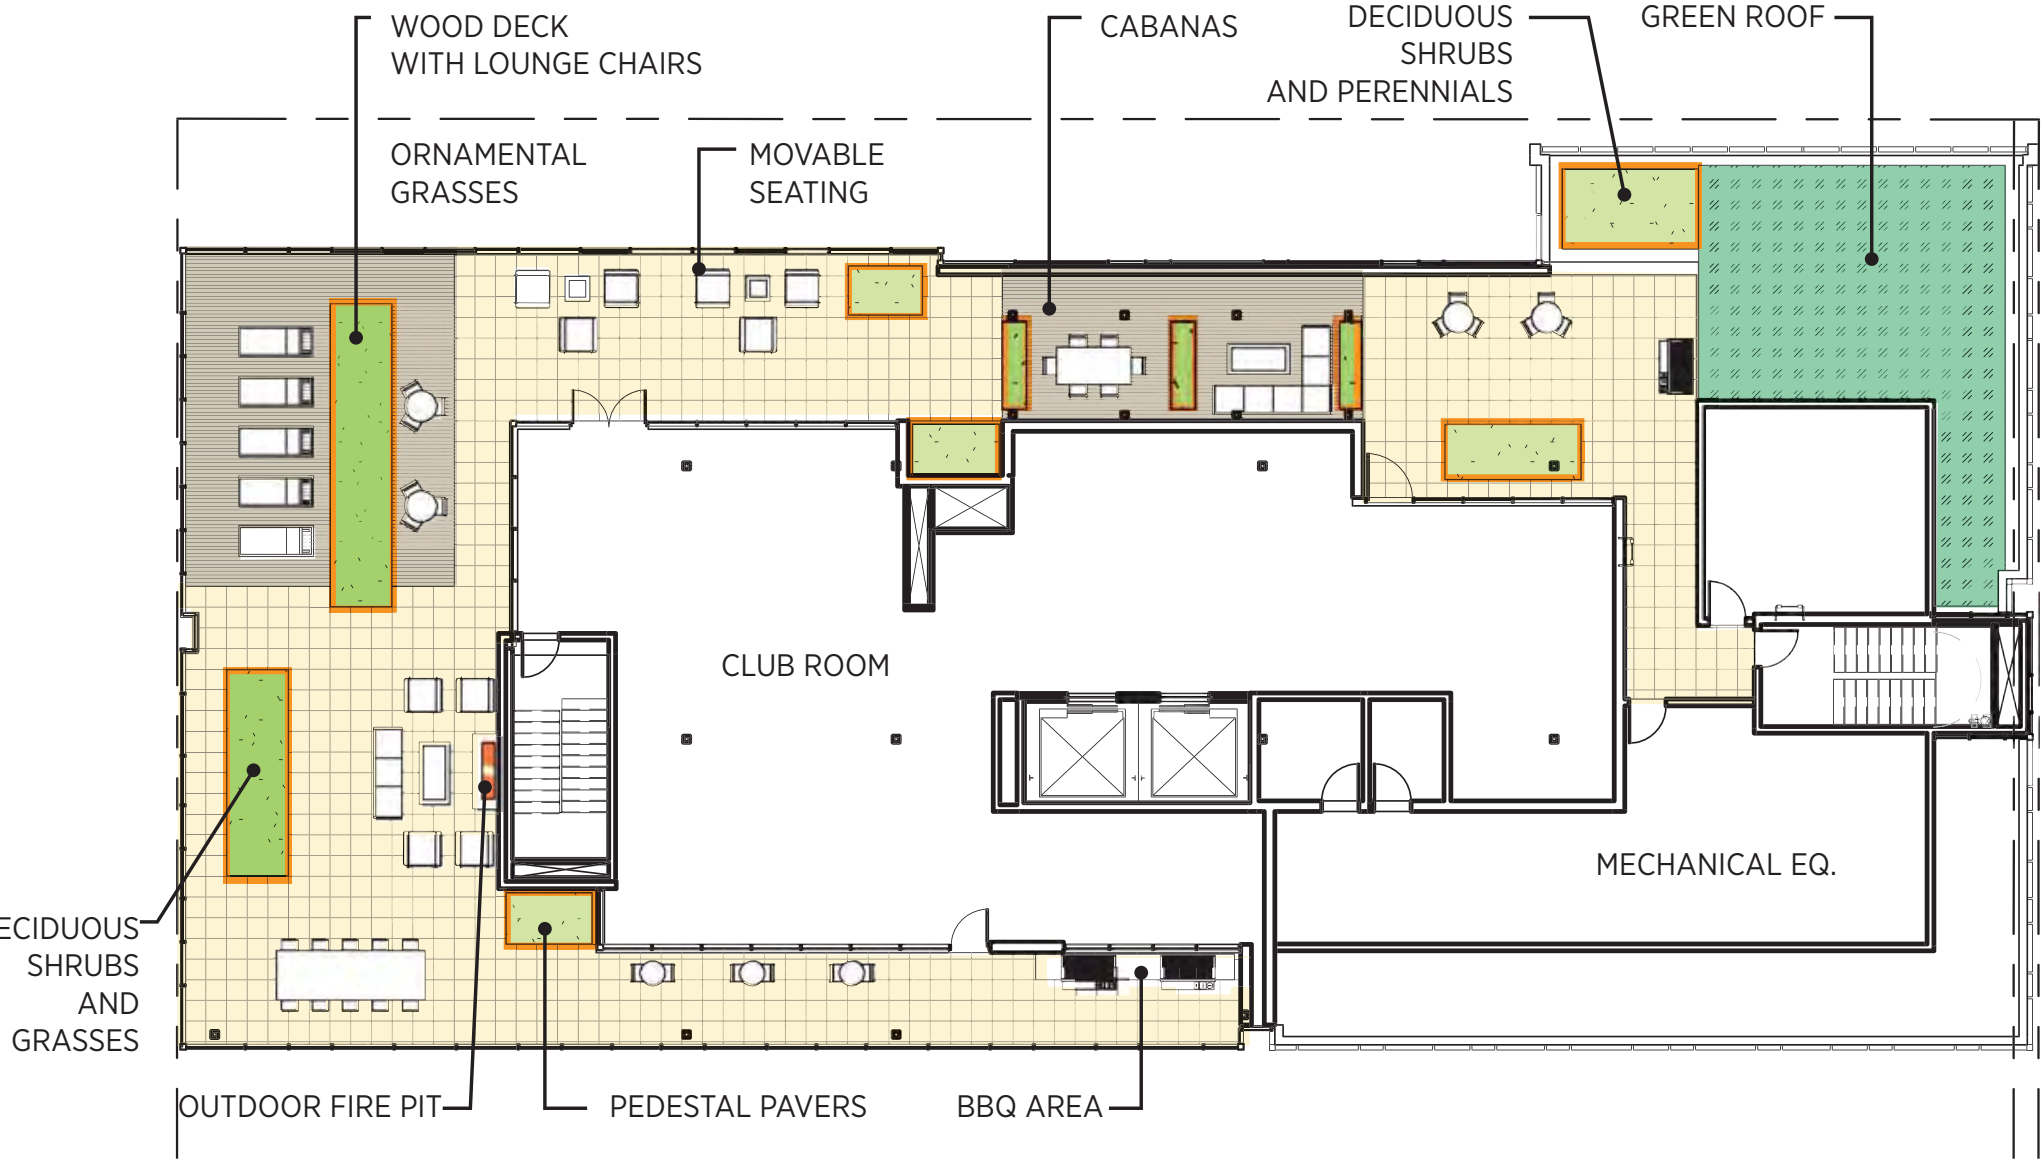 WOOD DECK
WITH LOUNGE CHAIRS
CABANAS
DECIDUOUS
SHRUBS
AND PERENNIALS
GREEN ROOF
ORNAMENTAL
GRASSES
MOVABLE
SEATING
CLUB ROOM
MECHANICAL EQ.
ECIDUOUS
SHRUBS
AND
GRASSES
OUTDOOR FIRE PIT
PEDESTAL PAVERS
BBQ AREA